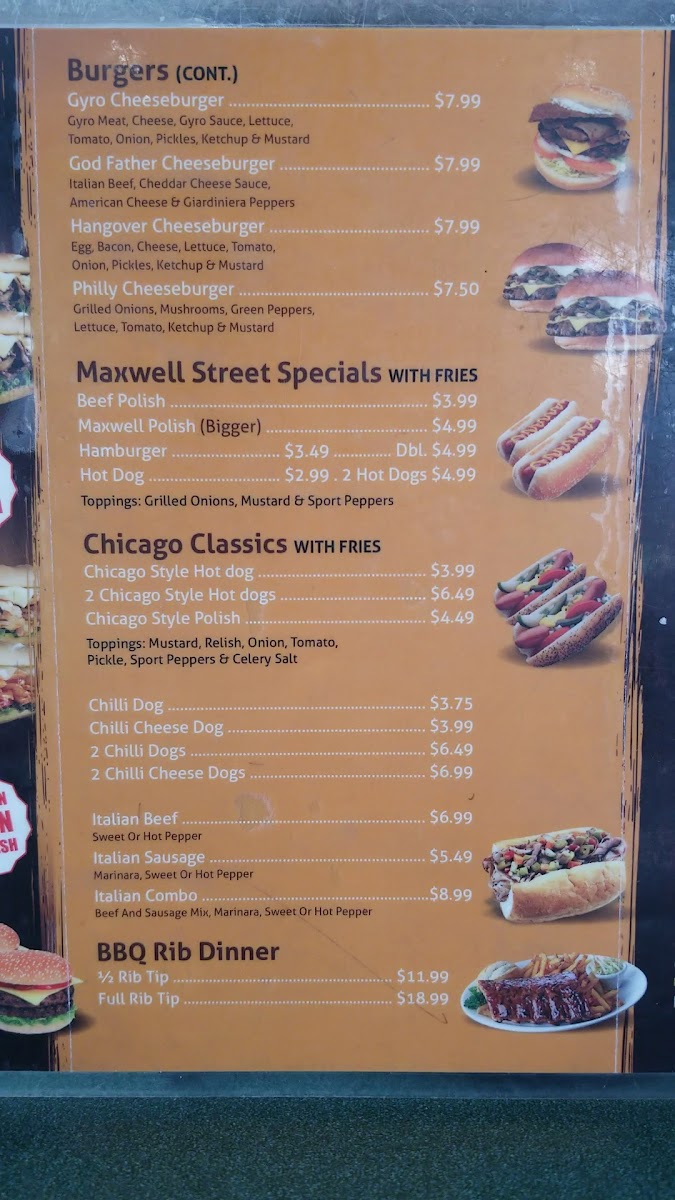 Burgers (CONT.)
Gyro Cheeseburger ........................................ $7.99
Gyro Meat, Cheese, Gyro Sauce, Lettuce,
Tomato, Onion, Pickles, Ketchup & Mustard
God Father Cheeseburger .............................. $7.99
Italian Beef, Cheddar Cheese Sauce,
American Cheese & Giardiniera Peppers
Hangover Cheeseburger ................................ $7.99
Egg, Bacon, Cheese, Lettuce, Tomato,
Onion, Pickles, Ketchup & Mustard
Philly Cheeseburger ...................................... $7.50
Grilled Onions, Mushrooms, Green Peppers,
Lettuce, Tomato, Ketchup & Mustard
Maxwell Street Specials WITH FRIES
Beef Polish .................................................... $3.99
Maxwell Polish (Bigger) ................................ $4.99
Hamburger ........................... $3.49 .............. Dbl. $4.99
Hot Dog ................................ $2.99 . 2 Hot Dogs $4.99
Toppings: Grilled Onions, Mustard & Sport Peppers
Chicago Classics WITH FRIES
Chicago Style Hot dog .................................. $3.99
2 Chicago Style Hot dogs .............................. $6.49
Chicago Style Polish ...................................... $4.49
Toppings: Mustard, Relish, Onion, Tomato,
Pickle, Sport Peppers & Celery Salt
Chilli Dog ...................................................... $3.75
Chilli Cheese Dog .......................................... $3.99
2 Chilli Dogs .................................................. $6.49
2 Chilli Cheese Dogs ...................................... $6.99
Italian Beef .................................................... $6.99
Sweet Or Hot Pepper
Italian Sausage .............................................. $5.49
Marinara, Sweet Or Hot Pepper
Italian Combo ................................................ $8.99
Beef And Sausage Mix, Marinara, Sweet Or Hot Pepper
BBQ Rib Dinner
½ Rib Tip ...................................................... $11.99
Full Rib Tip .................................................... $18.99